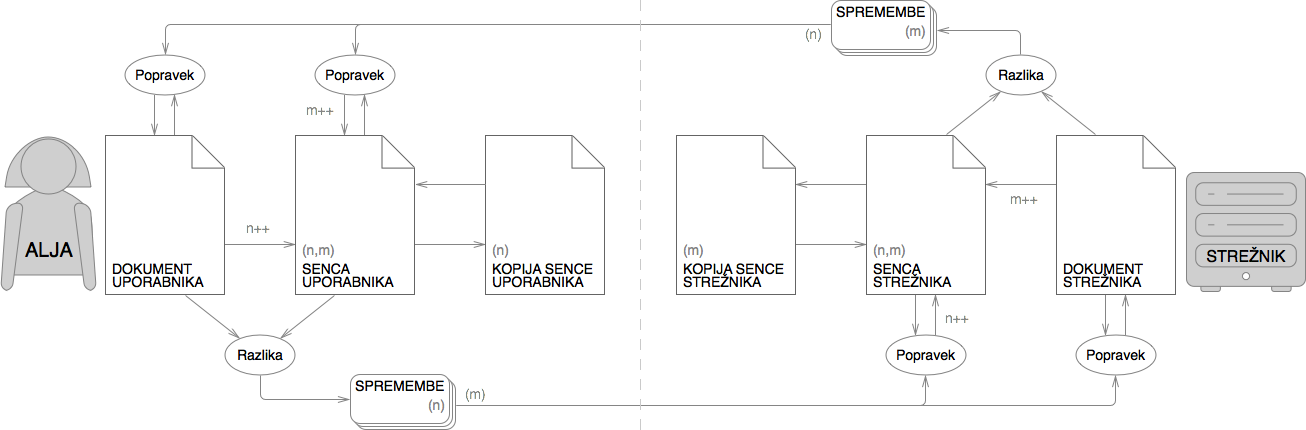 SPREMEMBE
(m)
(n)
Popravek
Popravek
Razlika
m++
m++
n++
ALJA
(n,m)
(n)
(m)
(n,m)
STREŽNIK
DOKUMENT
UPORABNIKA
SENCA
UPORABNIKA
KOPIJA SENCE
UPORABNIKA
KOPIJA SENCE
STREŽNIKA
SENCA
STREŽNIKA
DOKUMENT
STREŽNIKA
n++
Razlika
Popravek
Popravek
SPREMEMBE
(n)
(m)